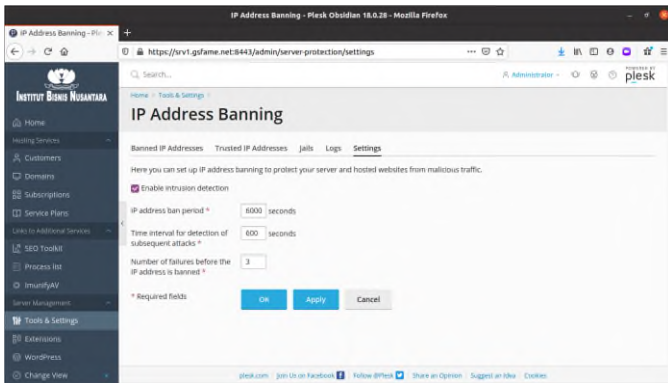 IP Address Banning - Plesk Obsidian 18.0.28 - Mozilla Firefox
IP Address Banning - Ple
https://srv1.gsfame.net:8443/admin/server-protection/settings
Search...
Administrator
POWERED BY
plesk
INSTITUT BISNIS NUSANTARA
Home
Hosting Services
Customers
Domains
Subscriptions
Service Plans
Links to Additional Services
SEO Toolkit
Process list
ImunifyAV
Server Management
Tools & Settings
Extensions
WordPress
Change View
Home
Tools & Settings
IP Address Banning
Banned IP Addresses Trusted IP Addresses Jails Logs Settings
Here you can set up IP address banning to protect your server and hosted websites from malicious traffic.
Enable intrusion detection
IP address ban period * 6000 seconds
Time interval for detection of subsequent attacks * 600 seconds
Number of failures before the IP address is banned * 3
* Required fields
OK Apply Cancel
plesk.com Join Us on Facebook Follow @Plesk Share an Opinion Suggest an Idea Cookies